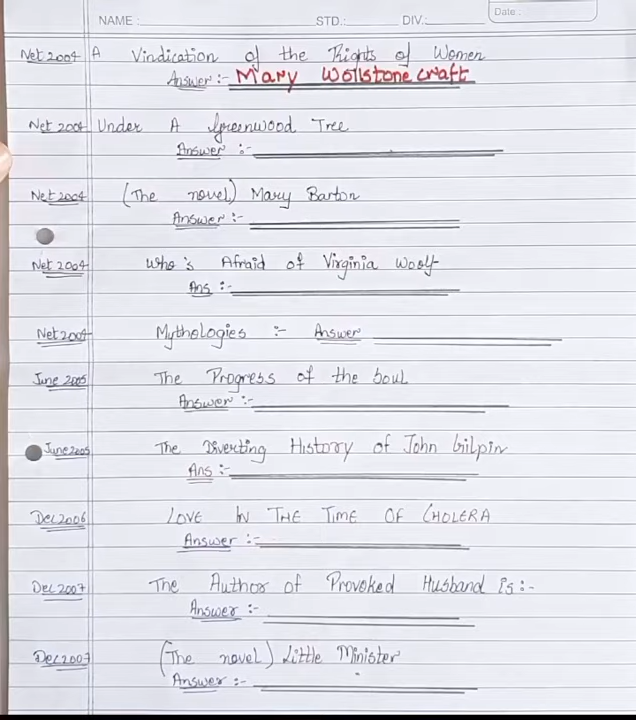 NAME : STD.: DIV.: Date :
Net 2004 A Vindication of the Rights of Women
Answer :- Mary Wollstone craft
Net 2004 Under A Greenwood Tree
Answer :-
Net 2004 (The novel) Mary Barton
Answer :-
Net 2004 Who's Afraid of Virginia Woolf
Ans :-
Net 2004 Mythologies :- Answer
June 2005 The Progress of the Soul
Answer :-
June 2005 The Diverting History of John Gilpin
Ans :-
Dec 2006 LOVE IN THE TIME OF CHOLERA
Answer :-
Dec 2007 The Author of Provoked Husband is :-
Answer :-
Dec 2007 (The novel) Little Minister
Answer :-